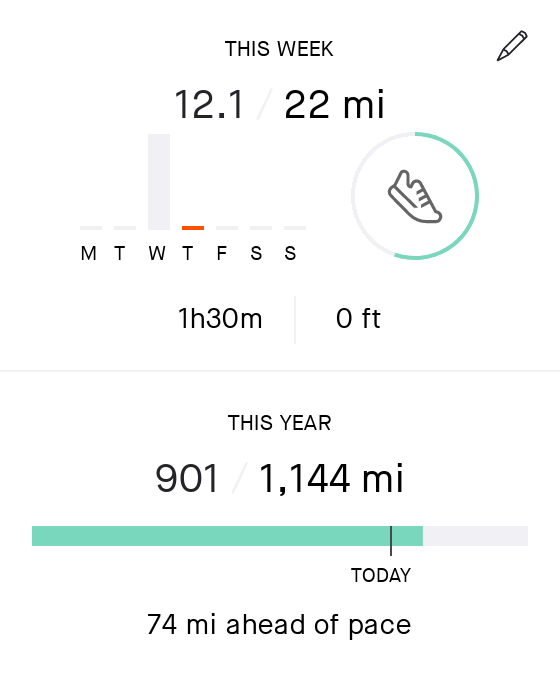 THIS WEEK
12.1 / 22 mi
M T W T F S S
1h30m 0 ft
THIS YEAR
901 / 1,144 mi
TODAY
74 mi ahead of pace